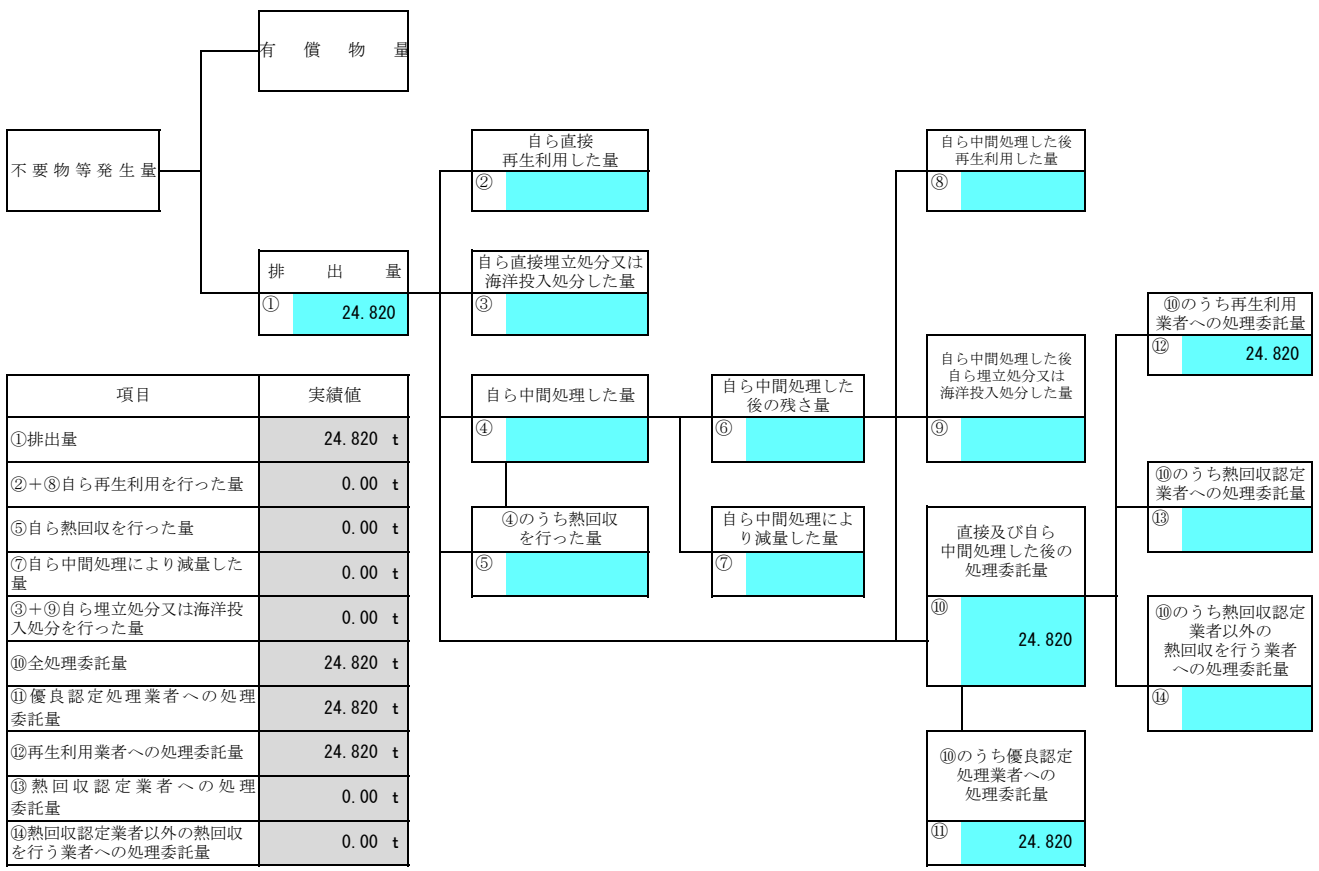 有償物量
不要物等発生量
排出量
① 24.820
自ら直接
再生利用した量
②
自ら直接埋立処分又は
海洋投入処分した量
③
自ら中間処理した量
④
④のうち熱回収
を行った量
⑤
自ら中間処理した
後の残さ量
⑥
自ら中間処理によ
り減量した量
⑦
自ら中間処理した後
再生利用した量
⑧
自ら中間処理した後
自ら埋立処分又は
海洋投入処分した量
⑨
直接及び自ら
中間処理した後の
処理委託量
⑩
24.820
⑩のうち優良認定
処理業者への
処理委託量
⑪
24.820
⑩のうち再生利用
業者への処理委託量
⑫
24.820
⑩のうち熱回収認定
業者への処理委託量
⑬
⑩のうち熱回収認定
業者以外の
熱回収を行う業者
への処理委託量
⑭
項目 実績値
①排出量 24.820 t
②＋⑧自ら再生利用を行った量 0.00 t
⑤自ら熱回収を行った量 0.00 t
⑦自ら中間処理により減量した
量 0.00 t
③＋⑨自ら埋立処分又は海洋投
入処分を行った量 0.00 t
⑩全処理委託量 24.820 t
⑪優良認定処理業者への処理
委託量 24.820 t
⑫再生利用業者への処理委託量 24.820 t
⑬熱回収認定業者への処理
委託量 0.00 t
⑭熱回収認定業者以外の熱回収
を行う業者への処理委託量 0.00 t